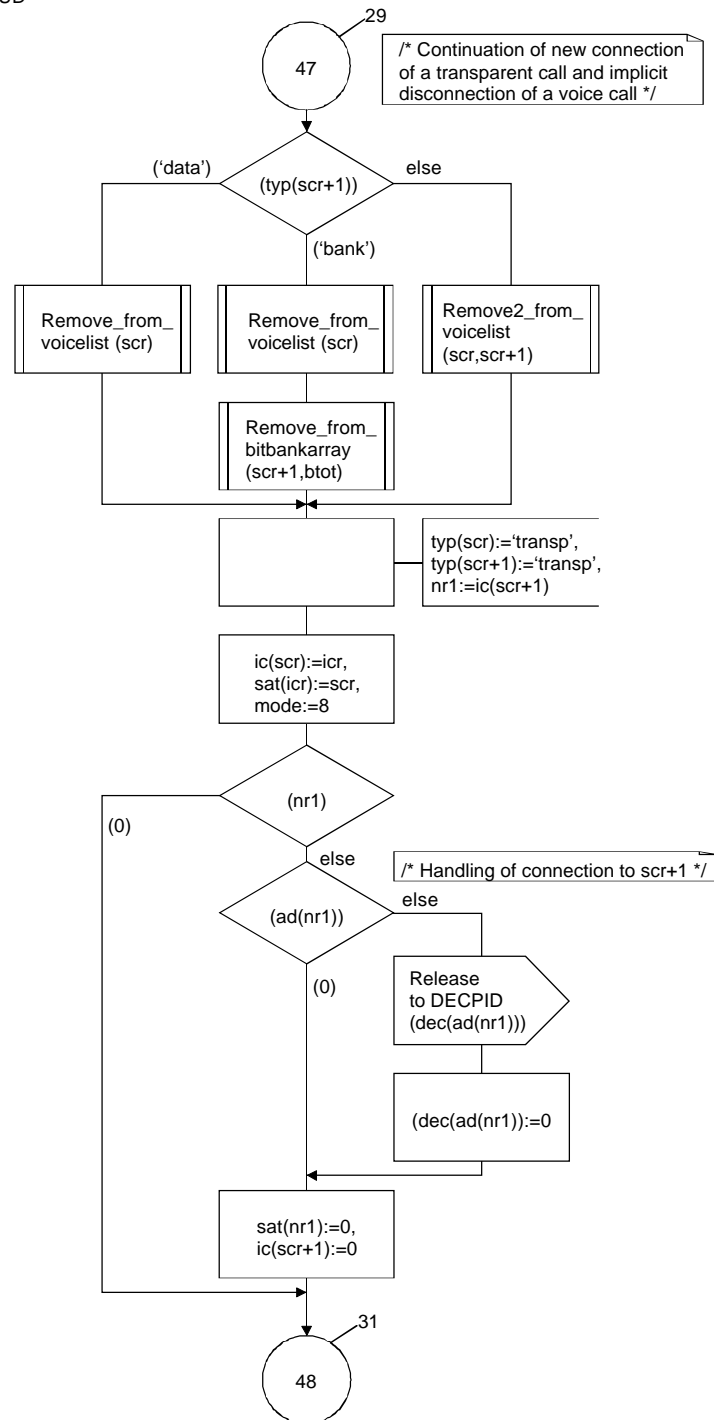 29
47
/* Continuation of new connection
of a transparent call and implicit
disconnection of a voice call */
(‘data’)
(typ(scr+1))
else
(‘bank’)
Remove_from_
voicelist (scr)
Remove_from_
voicelist (scr)
Remove2_from_
voicelist
(scr,scr+1)
Remove_from_
bitbankarray
(scr+1,btot)
typ(scr):=‘transp’,
typ(scr+1):=‘transp’,
nr1:=ic(scr+1)
ic(scr):=icr,
sat(icr):=scr,
mode:=8
(nr1)
(0)
else
/* Handling of connection to scr+1 */
(ad(nr1))
else
(0)
Release
to DECPID
(dec(ad(nr1)))
(dec(ad(nr1)):=0
sat(nr1):=0,
ic(scr+1):=0
31
48